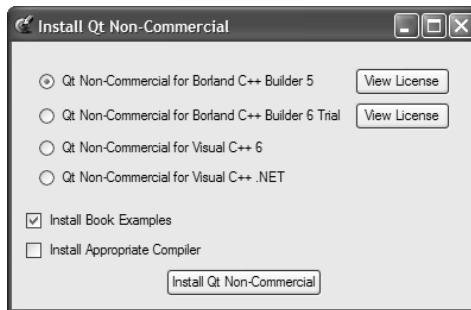 Install Qt Non-Commercial
Qt Non-Commercial for Borland C++ Builder 5 View License
Qt Non-Commercial for Borland C++ Builder 6 Trial View License
Qt Non-Commercial for Visual C++ 6
Qt Non-Commercial for Visual C++ .NET
Install Book Examples
Install Appropriate Compiler
Install Qt Non-Commercial